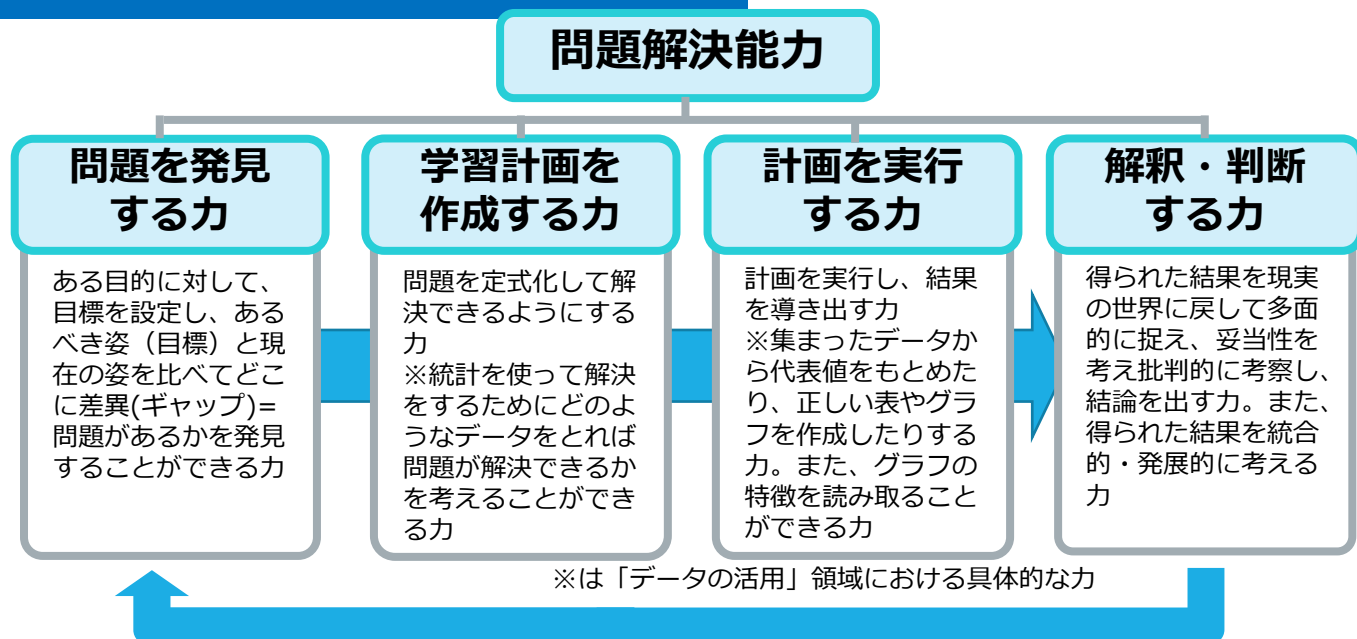 問題解決能力
問題を発見
する力
ある目的に対して、
目標を設定し、ある
べき姿（目標）と現
在の姿を比べてどこ
に差異(ギャップ)=
問題があるかを発見
することができる力
学習計画を
作成する力
問題を定式化して解
決できるようにする
力
※統計を使って解決
をするためにどのよ
うなデータをとれば
問題が解決できるか
を考えることができ
る力
計画を実行
する力
計画を実行し、結果
を導き出す力
※集まったデータか
ら代表値をもとめた
り、正しい表やグラ
フを作成したりする
力。また、グラフの
特徴を読み取ること
ができる力
解釈・判断
する力
得られた結果を現実
の世界に戻して多面
的に捉え、妥当性を
考え批判的に考察し、
結論を出す力。また、
得られた結果を統合
的・発展的に考える
力
※は「データの活用」領域における具体的な力